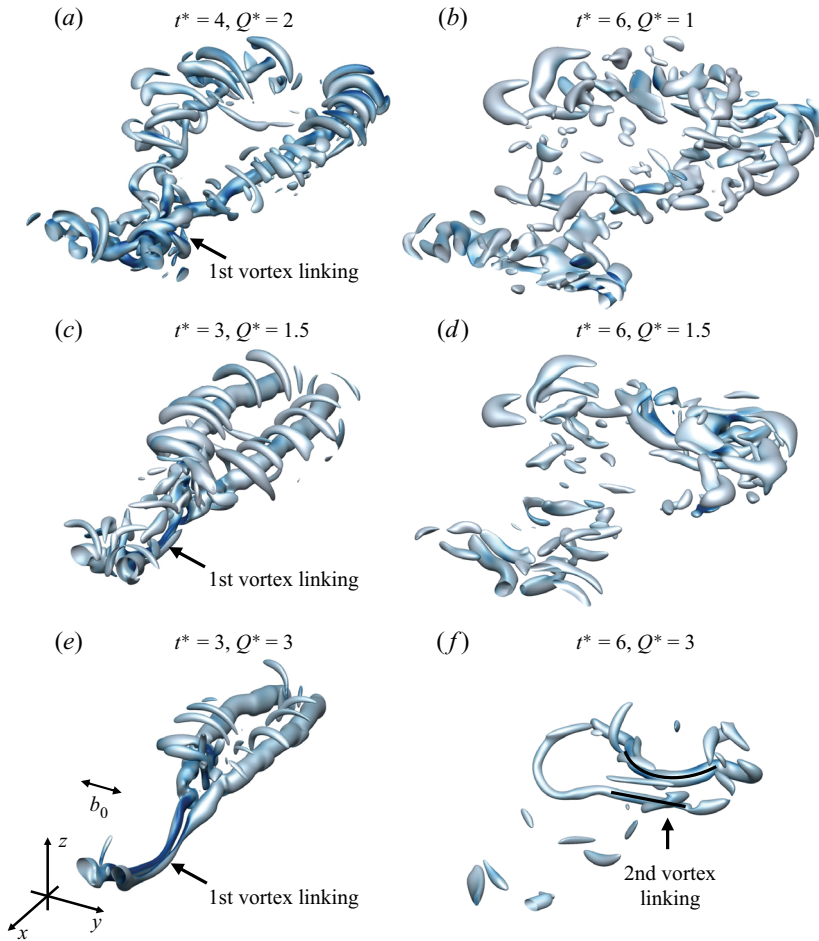 (a) t* = 4, Q* = 2
(b) t* = 6, Q* = 1
1st vortex linking
(c) t* = 3, Q* = 1.5
(d) t* = 6, Q* = 1.5
1st vortex linking
(e) t* = 3, Q* = 3
(f) t* = 6, Q* = 3
b0
z
x
y
1st vortex linking
2nd vortex
linking